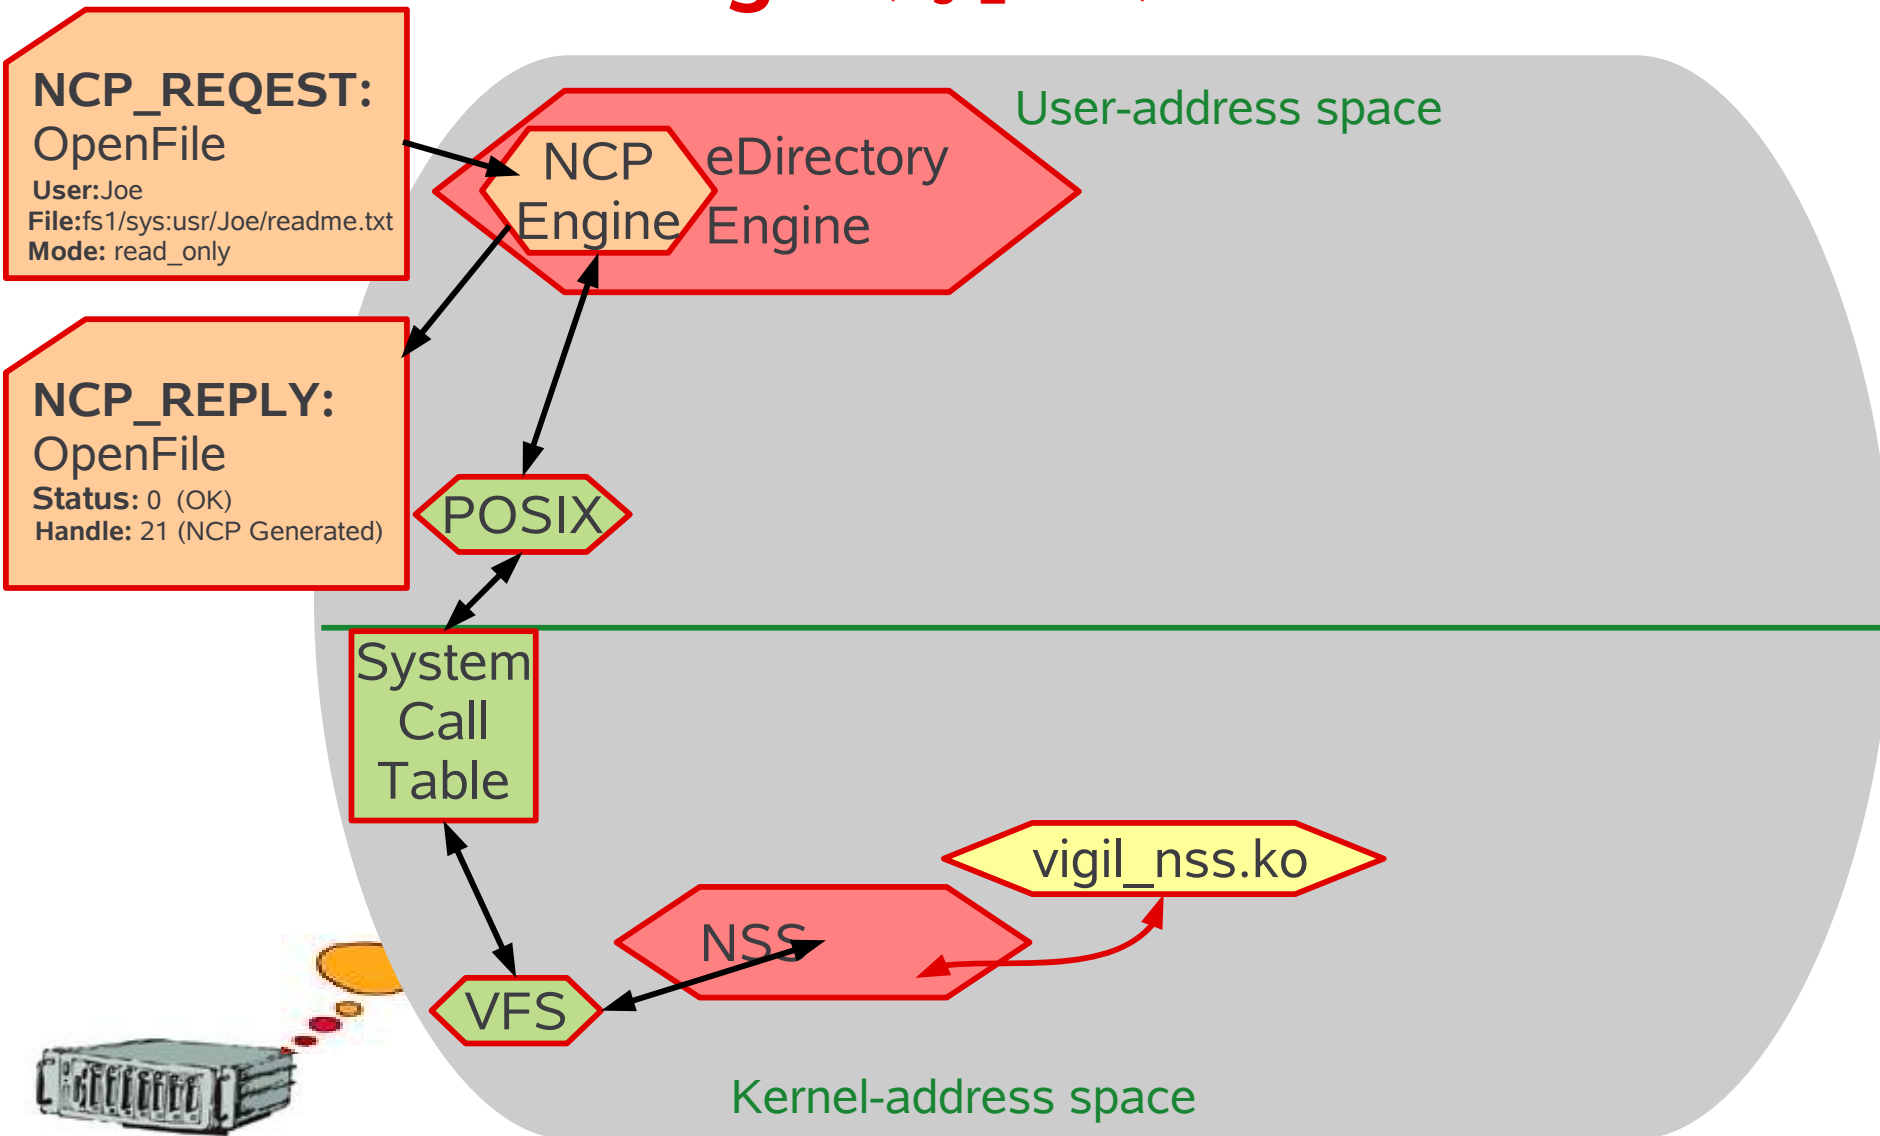 NCP_REQEST:
OpenFile
User:Joe
File:fs1/sys:usr/Joe/readme.txt
Mode: read_only
NCP
Engine
eDirectory
Engine
User-address space
NCP_REPLY:
OpenFile
Status: 0 (OK)
Handle: 21 (NCP Generated)
POSIX
System
Call
Table
vigil_nss.ko
NSS
VFS
Kernel-address space